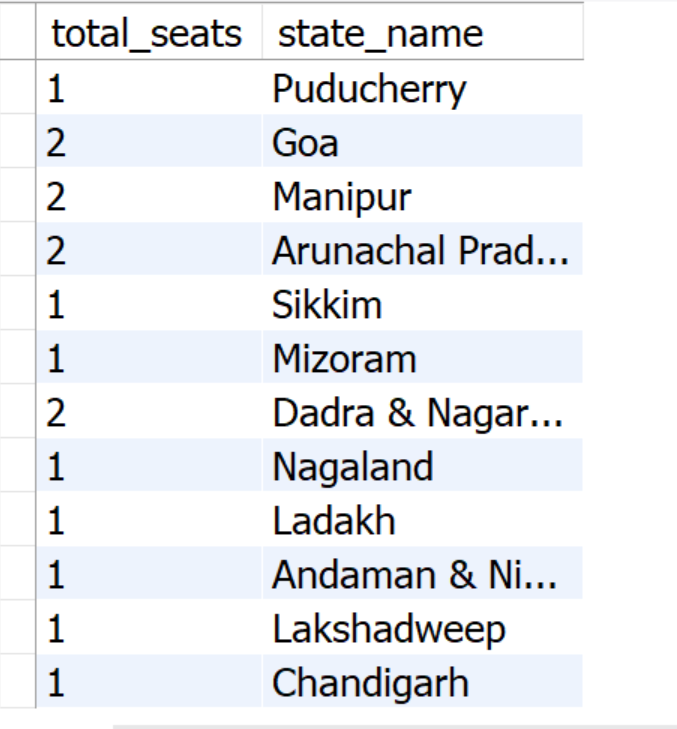 total_seats state_name
1 Puducherry
2 Goa
2 Manipur
2 Arunachal Prad...
1 Sikkim
1 Mizoram
2 Dadra & Nagar...
1 Nagaland
1 Ladakh
1 Andaman & Ni...
1 Lakshadweep
1 Chandigarh